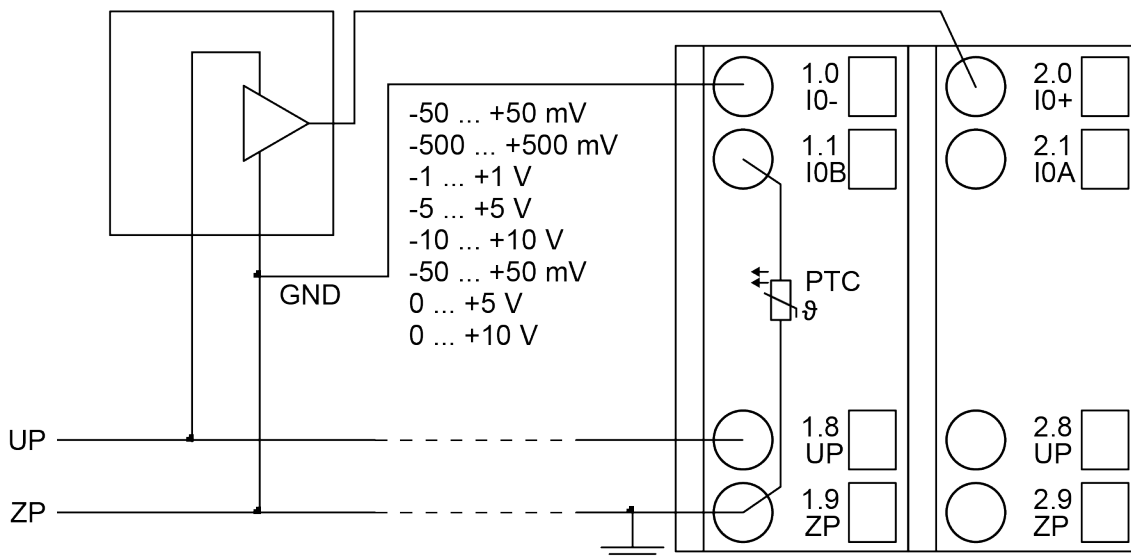 1.0
I0-
2.0
I0+
-50 ... +50 mV
-500 ... +500 mV
-1 ... +1 V
-5 ... +5 V
-10 ... +10 V
-50 ... +50 mV
0 ... +5 V
0 ... +10 V
1.1
I0B
2.1
I0A
GND
PTC
ϑ
UP
1.8
UP
2.8
UP
ZP
1.9
ZP
2.9
ZP